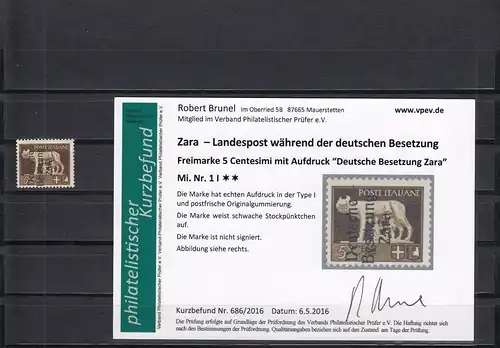 Robert Brunel Im Oberried 5B 87665 Mauerstetten www.vpev.de
Mitglied im Verband Philatelistischer Prüfer e.V.
Zara – Landespost während der deutschen Besetzung
Freimarke 5 Centesimi mit Aufdruck "Deutsche Besetzung Zara"
Mi. Nr. 1 I ✶✶
Die Marke hat echten Aufdruck in der Type I
und postfrische Originalgummierung.
Die Marke weist schwache Stockpünktchen
auf.
Die Marke ist nicht signiert.
Abbildung siehe rechts.
POSTE ITALIANE
Deutsche
Besetzung
Zara
Kurzbefund Nr. 686/2016 Datum: 6.5.2016
Die Prüfung erfolgte auf Grundlage der Prüfordnung des Verbands Philatelistischer Prüfer e.V. Die Haftung richtet sich
nach den Bestimmungen der Prüfordnung. Qualitätsangaben beziehen sich auf den Zustand am Tage der Prüfung.
philatelistischer
Kurzbefund
Verband Philatelistischer Prüfer e.V.
POSTE ITALIANE